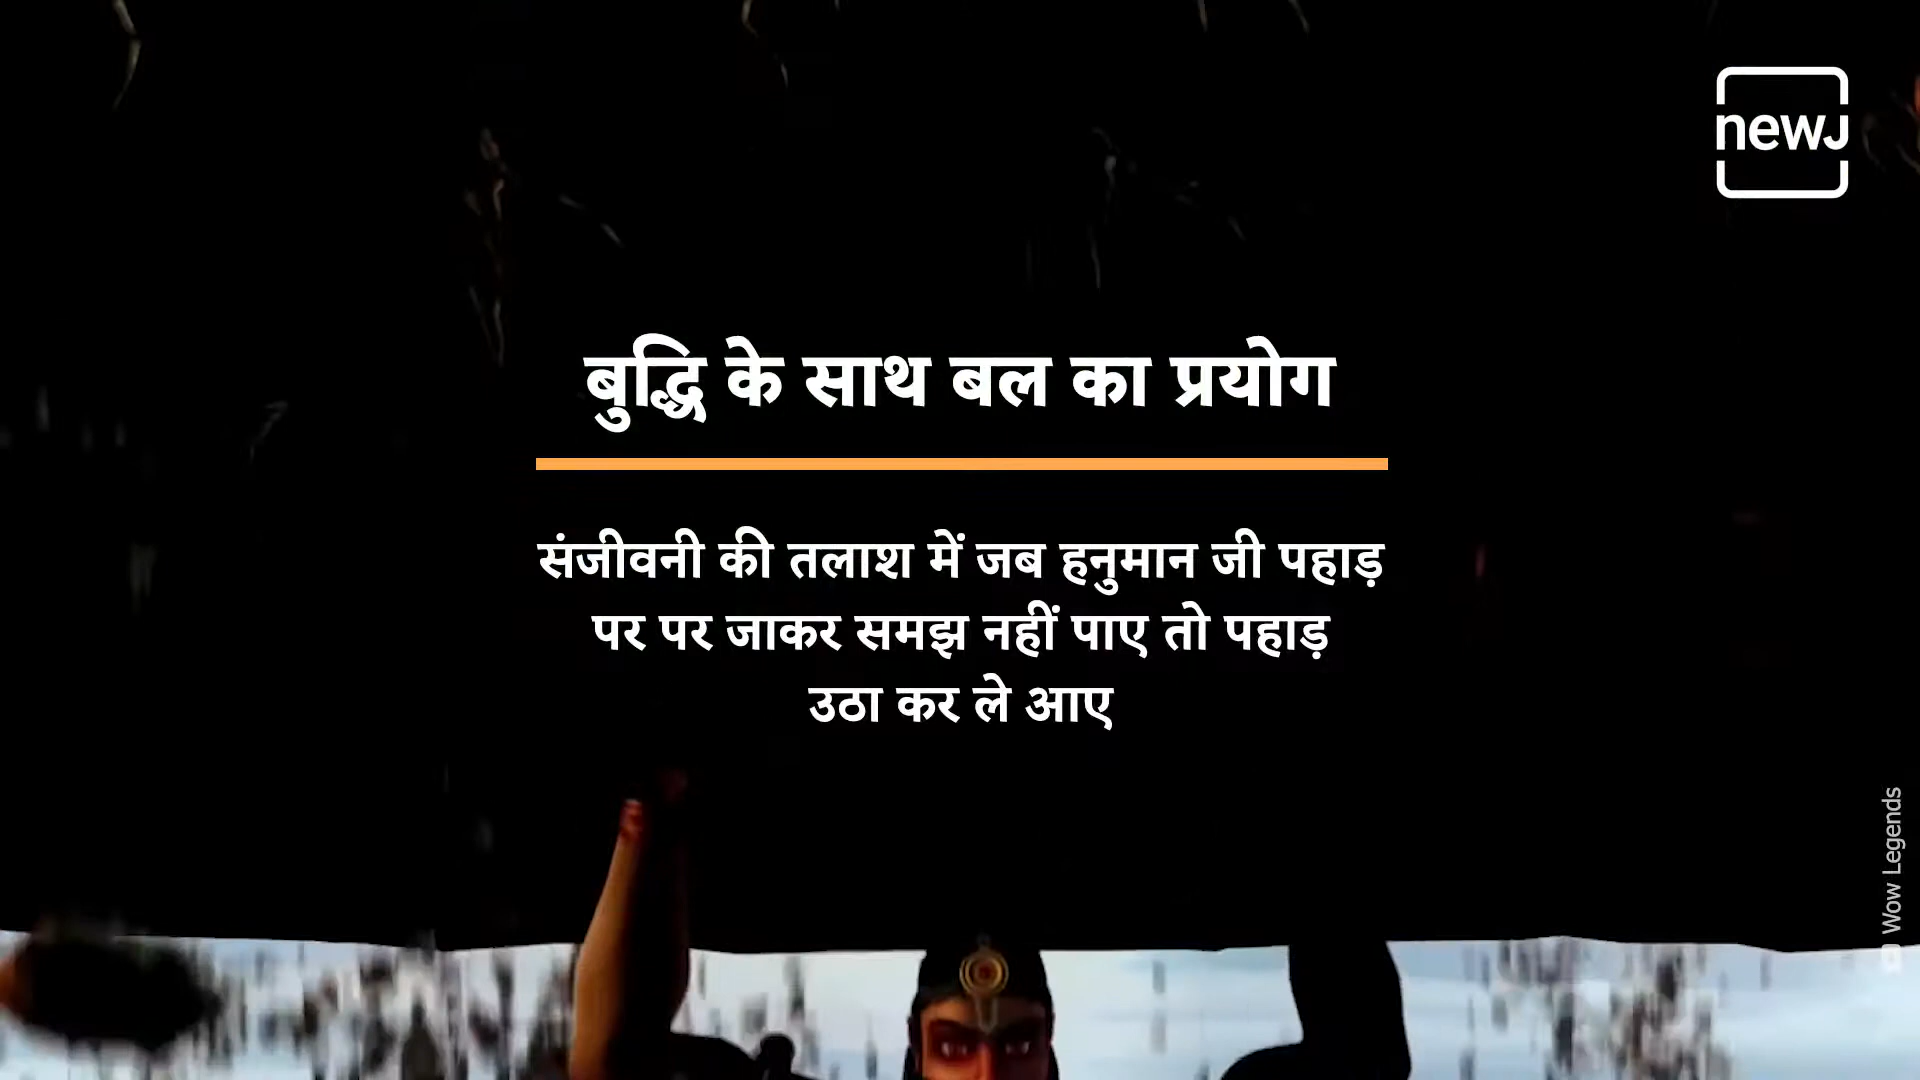 newJ
बुद्धि के साथ बल का प्रयोग
संजीवनी की तलाश में जब हनुमान जी पहाड़
पर पर जाकर समझ नहीं पाए तो पहाड़
उठा कर ले आए
Wow Legends